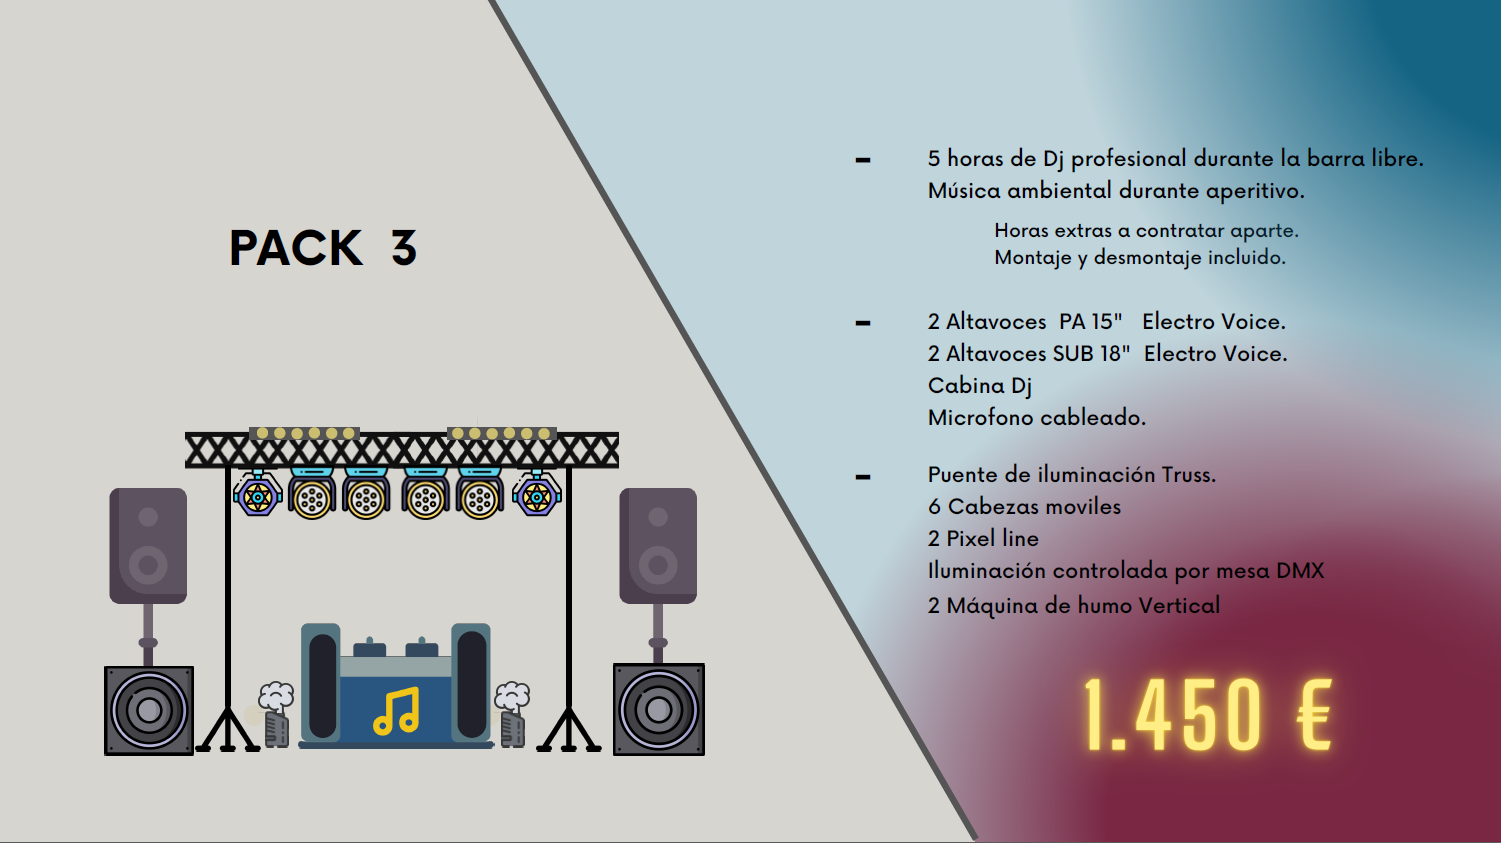 PACK 3
- 5 horas de Dj profesional durante la barra libre.
Música ambiental durante aperitivo.
Horas extras a contratar aparte.
Montaje y desmontaje incluido.
- 2 Altavoces PA 15" Electro Voice.
2 Altavoces SUB 18" Electro Voice.
Cabina Dj
Microfono cableado.
- Puente de iluminación Truss.
6 Cabezas moviles
2 Pixel line
Iluminación controlada por mesa DMX
2 Máquina de humo Vertical
1.450 €